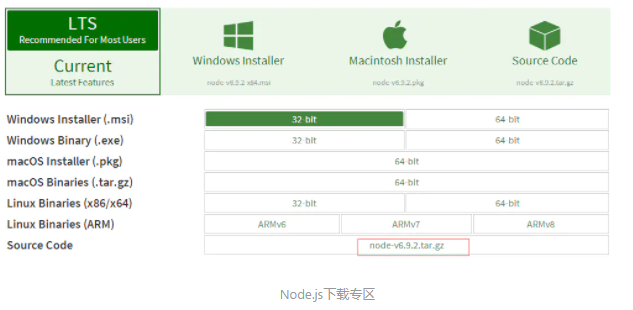 LTS
Recommended For Most Users
Current
Latest Features
Windows Installer
node-v6.9.2-x64.msi
Macintosh Installer
node-v6.9.2.pkg
Source Code
node-v6.9.2.tar.gz
Windows Installer (.msi) 32-bit 64-bit
Windows Binary (.exe) 32-bit 64-bit
macOS Installer (.pkg) 64-bit
macOS Binaries (.tar.gz) 64-bit
Linux Binaries (x86/x64) 32-bit 64-bit
Linux Binaries (ARM) ARMv6 ARMv7 ARMv8
Source Code node-v6.9.2.tar.gz
Node.js下载专区